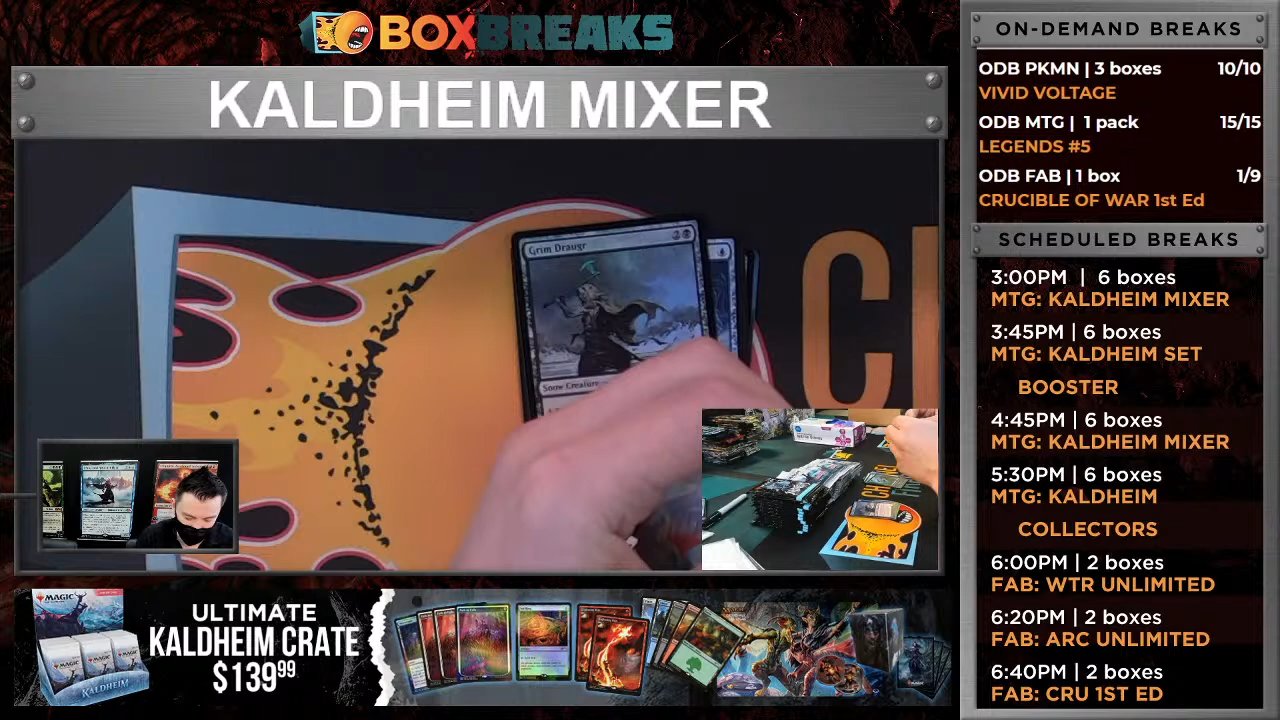 BOXBREAKS
KALDHEIM MIXER
Grim Draugr
Snow Creature
ULTIMATE
KALDHEIM CRATE
$139⁹⁹
MAGIC
KALDHEIM
ON-DEMAND BREAKS
ODB PKMN | 3 boxes 10/10
VIVID VOLTAGE
ODB MTG | 1 pack 15/15
LEGENDS #5
ODB FAB | 1 box 1/9
CRUCIBLE OF WAR 1st Ed
SCHEDULED BREAKS
3:00PM | 6 boxes
MTG: KALDHEIM MIXER
3:45PM | 6 boxes
MTG: KALDHEIM SET
BOOSTER
4:45PM | 6 boxes
MTG: KALDHEIM MIXER
5:30PM | 6 boxes
MTG: KALDHEIM
COLLECTORS
6:00PM | 2 boxes
FAB: WTR UNLIMITED
6:20PM | 2 boxes
FAB: ARC UNLIMITED
6:40PM | 2 boxes
FAB: CRU 1ST ED